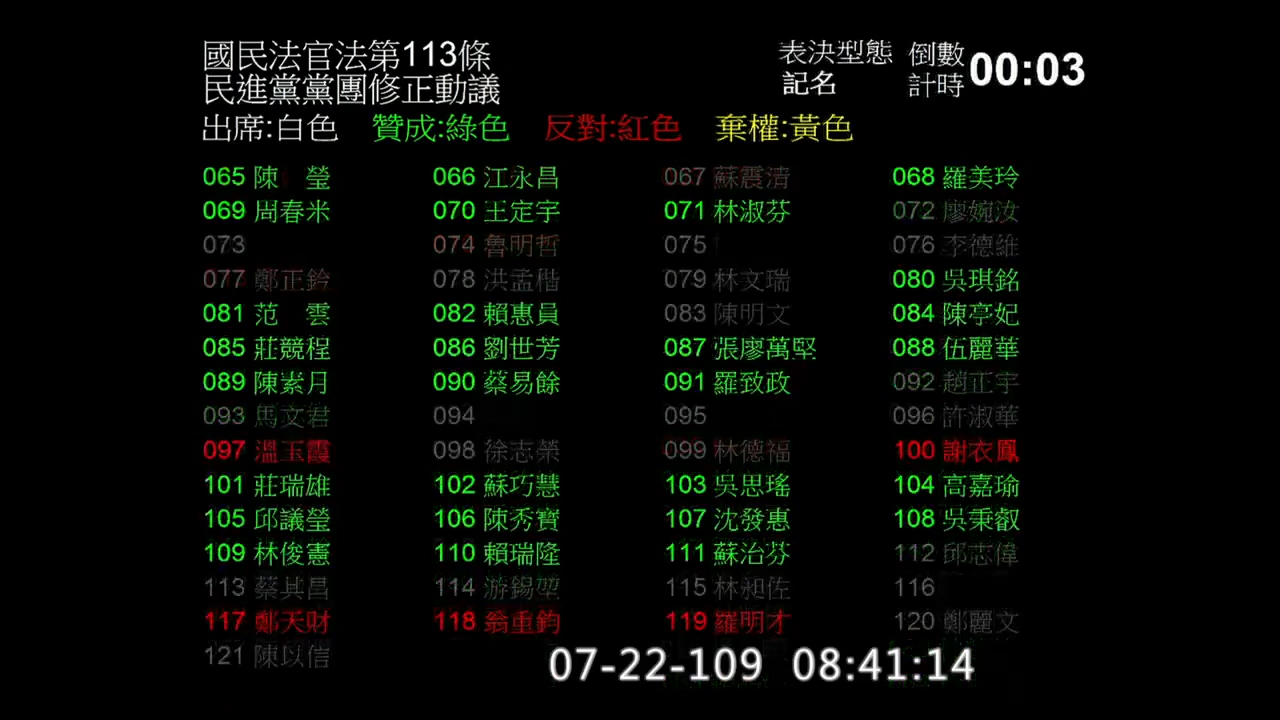 國民法官法第113條
民進黨黨團修正動議
表決型態 倒數
記名 計時 00:03
出席:白色 贊成:綠色 反對:紅色 棄權:黃色
065 陳 瑩 066 江永昌 067 蘇震清 068 羅美玲
069 周春米 070 王定宇 071 林淑芬 072 廖婉汝
073 074 魯明哲 075 076 李德維
077 鄭正鈐 078 洪孟楷 079 林文瑞 080 吳琪銘
081 范 雲 082 賴惠員 083 陳明文 084 陳亭妃
085 莊競程 086 劉世芳 087 張廖萬堅 088 伍麗華
089 陳素月 090 蔡易餘 091 羅致政 092 趙正宇
093 馬文君 094 095 096 許淑華
097 溫玉霞 098 徐志榮 099 林德福 100 謝衣鳳
101 莊瑞雄 102 蘇巧慧 103 吳思瑤 104 高嘉瑜
105 邱議瑩 106 陳秀寶 107 沈發惠 108 吳秉叡
109 林俊憲 110 賴瑞隆 111 蘇治芬 112 邱志偉
113 蔡其昌 114 游錫堃 115 林昶佐 116
117 鄭天財 118 翁重鈞 119 羅明才 120 鄭麗文
121 陳以信
07-22-109 08:41:14